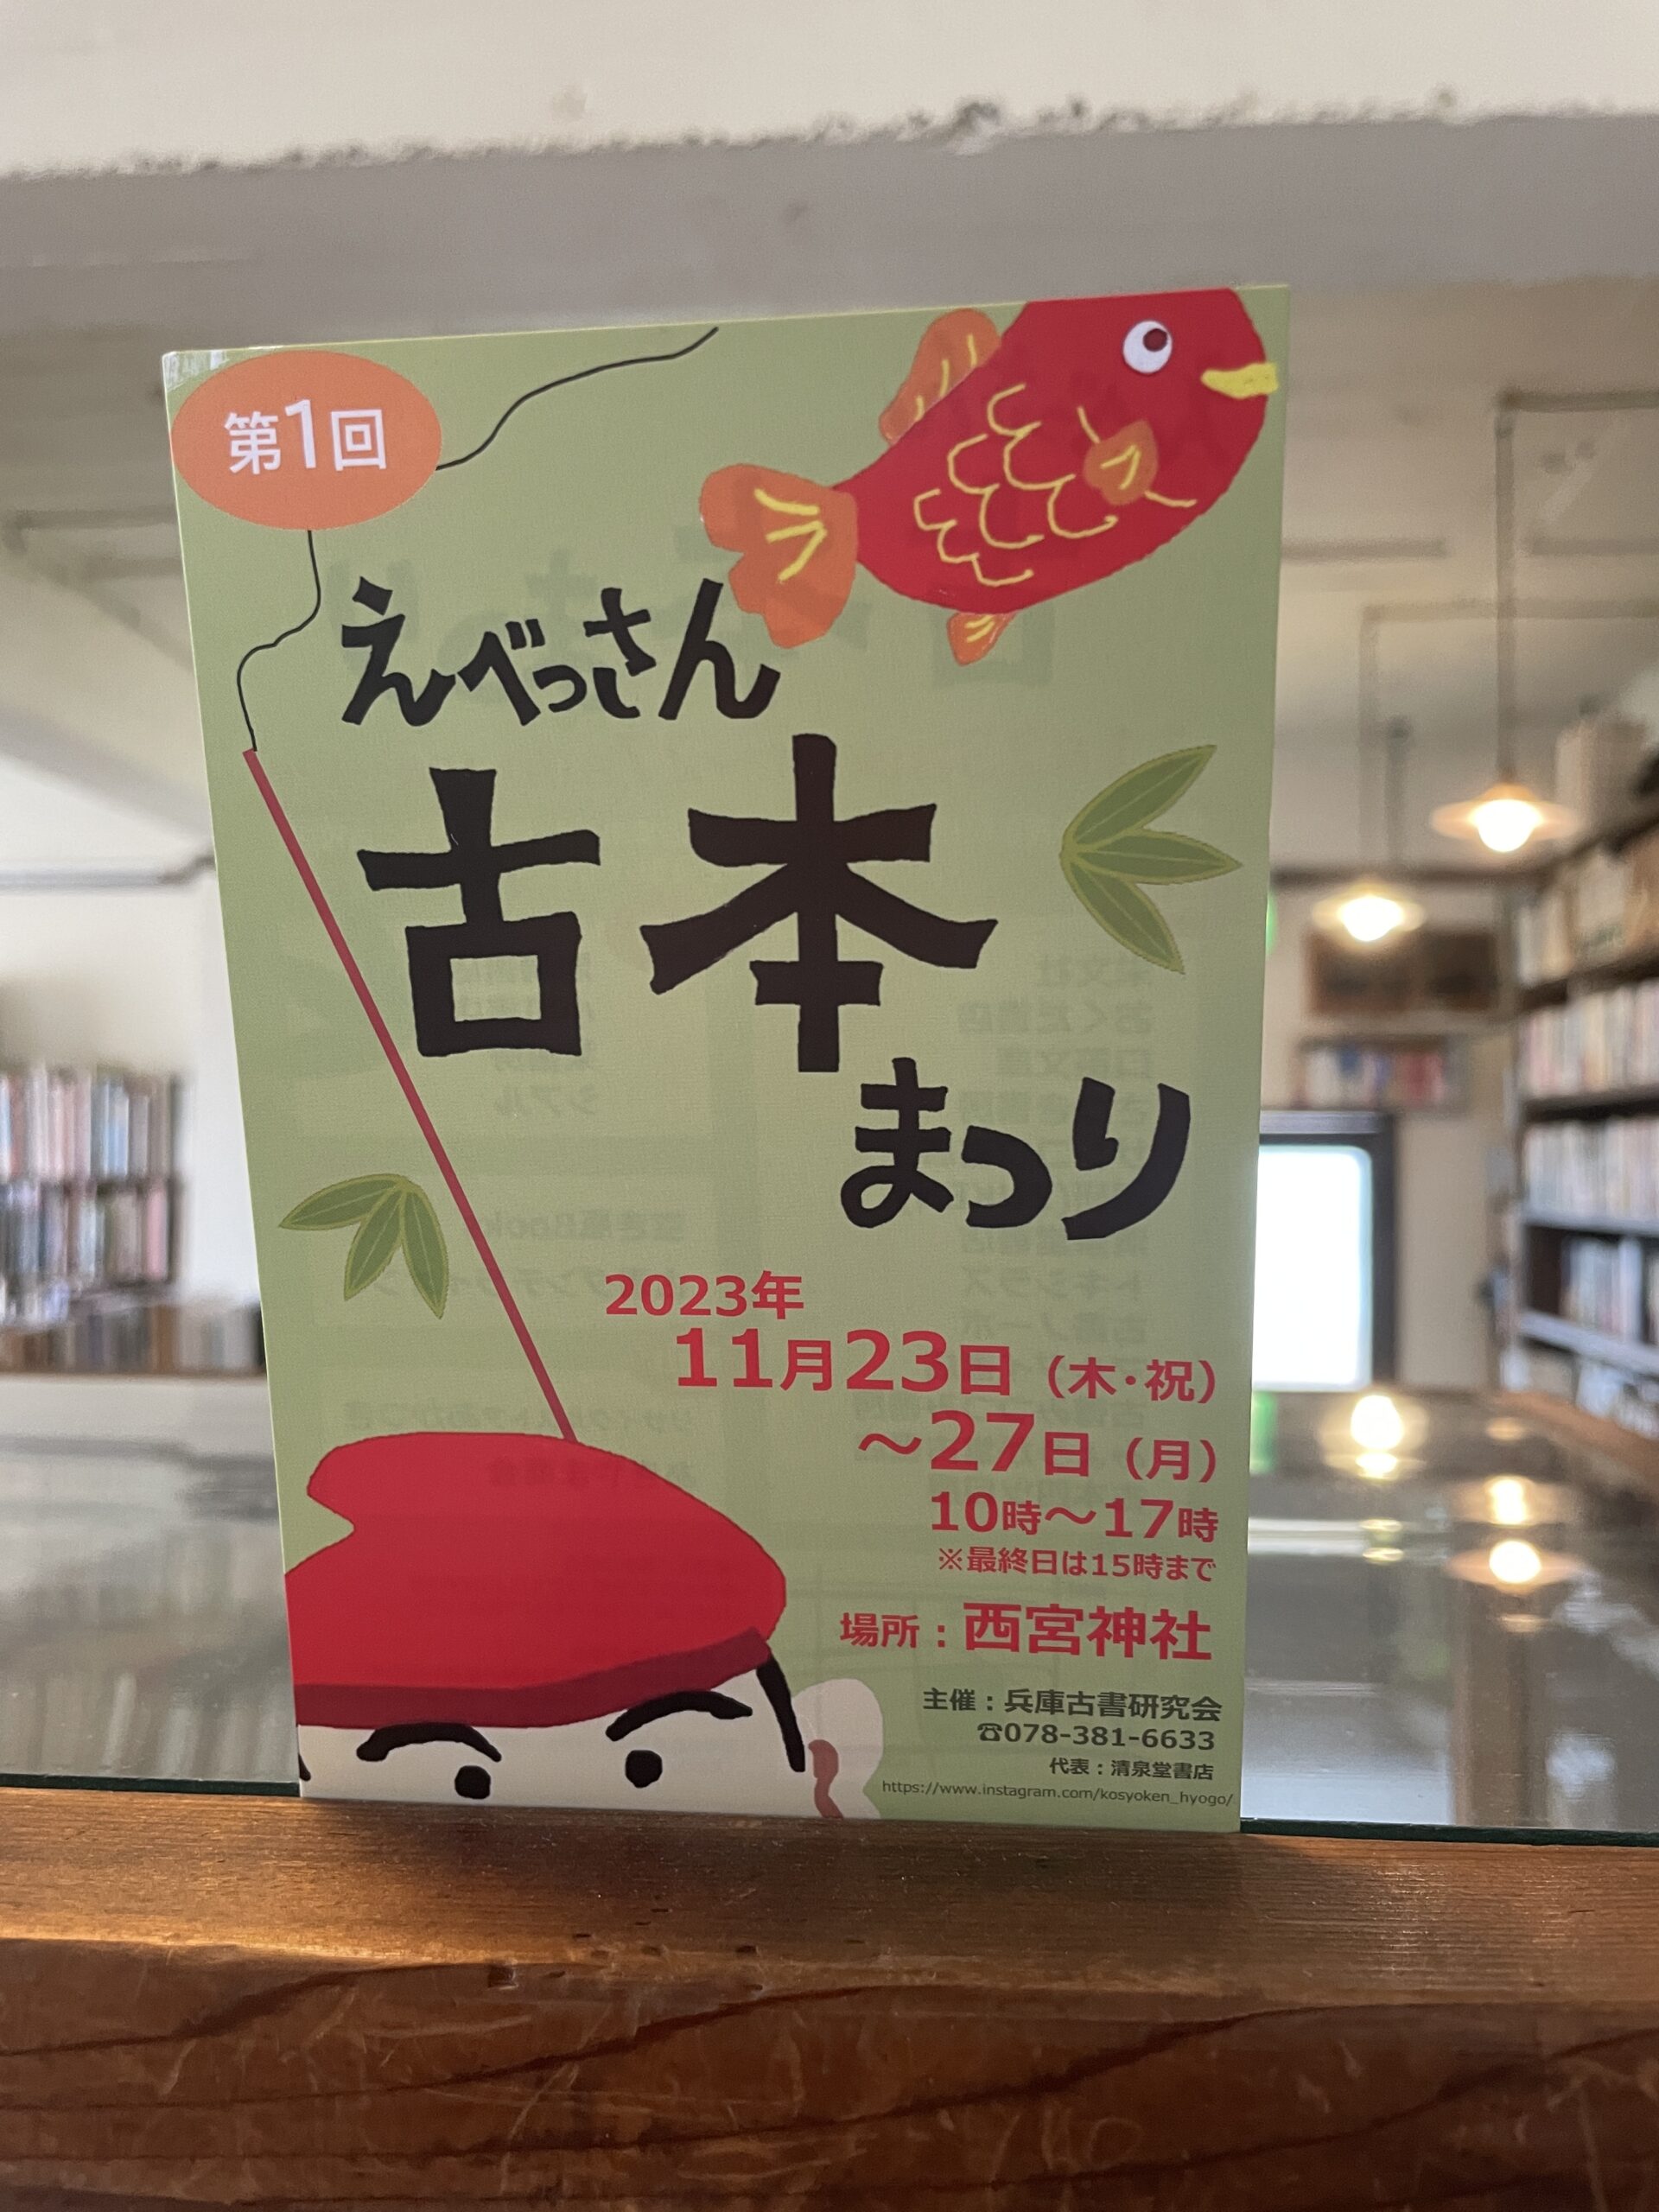 第1回
えべっさん
古本
まつり
2023年
11月23日（木・祝）
～27日（月）
10時～17時
※最終日は15時まで
場所：西宮神社
主催：兵庫古書研究会
☎078-381-6633
代表：清泉堂書店
https://www.instagram.com/kosyoken_hyogo/